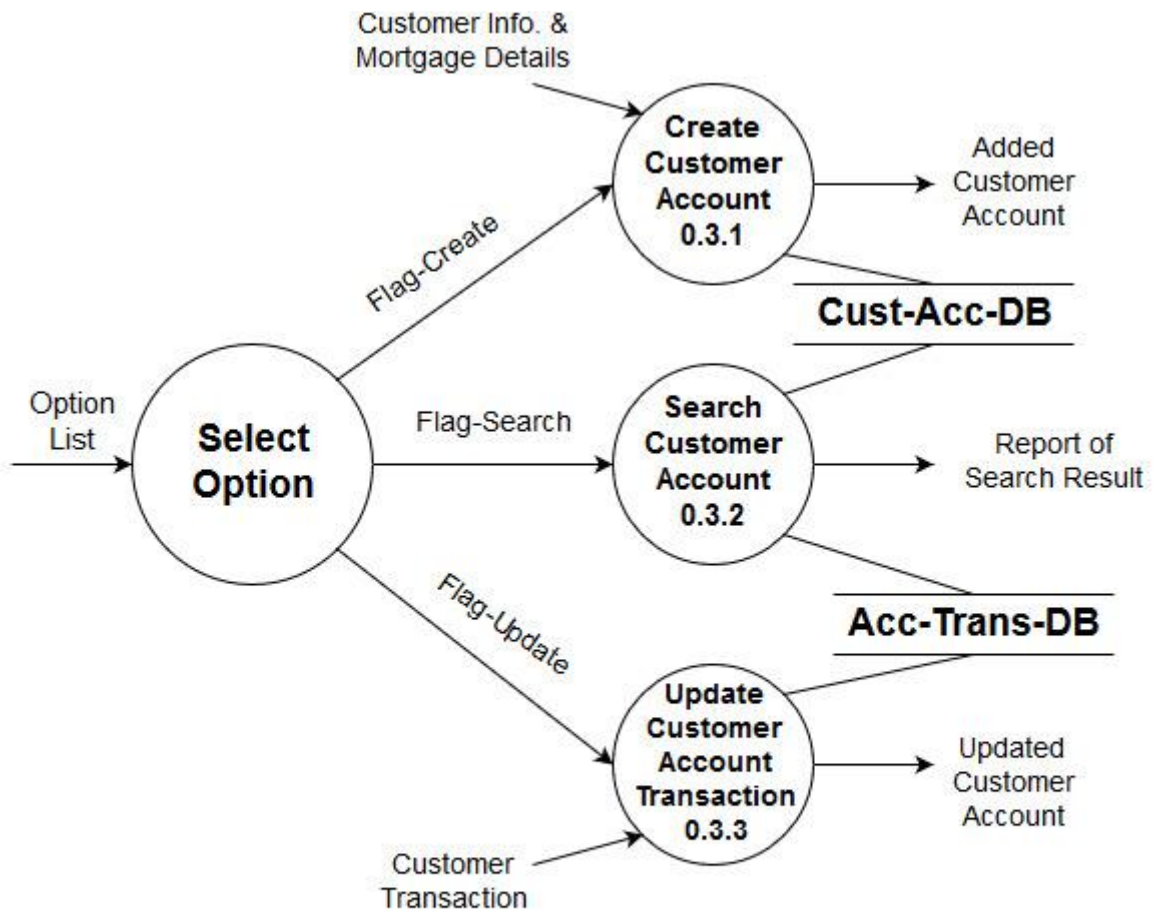 Customer Info. &
Mortgage Details
Create
Customer
Account
0.3.1
Added
Customer
Account
Flag-Create
Cust-Acc-DB
Option
List
Select
Option
Flag-Search
Search
Customer
Account
0.3.2
Report of
Search Result
Flag-Update
Acc-Trans-DB
Update
Customer
Account
Transaction
0.3.3
Updated
Customer
Account
Customer
Transaction